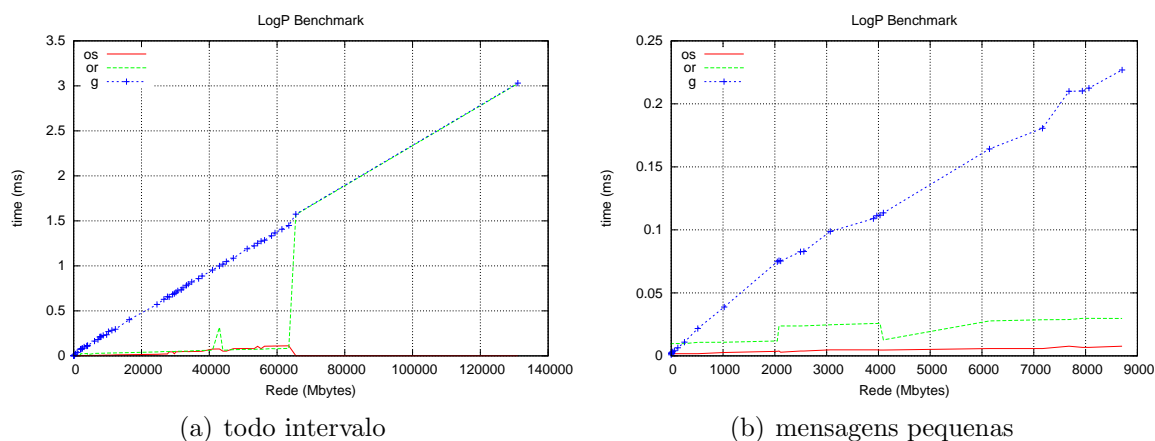 LogP Benchmark
3.5
3
2.5
2
1.5
1
0.5
0
time (ms)
os
or
g
0 20000 40000 60000 80000 100000 120000 140000
Rede (Mbytes)
(a) todo intervalo
LogP Benchmark
0.25
0.2
0.15
0.1
0.05
0
time (ms)
os
or
g
0 1000 2000 3000 4000 5000 6000 7000 8000 9000
Rede (Mbytes)
(b) mensagens pequenas